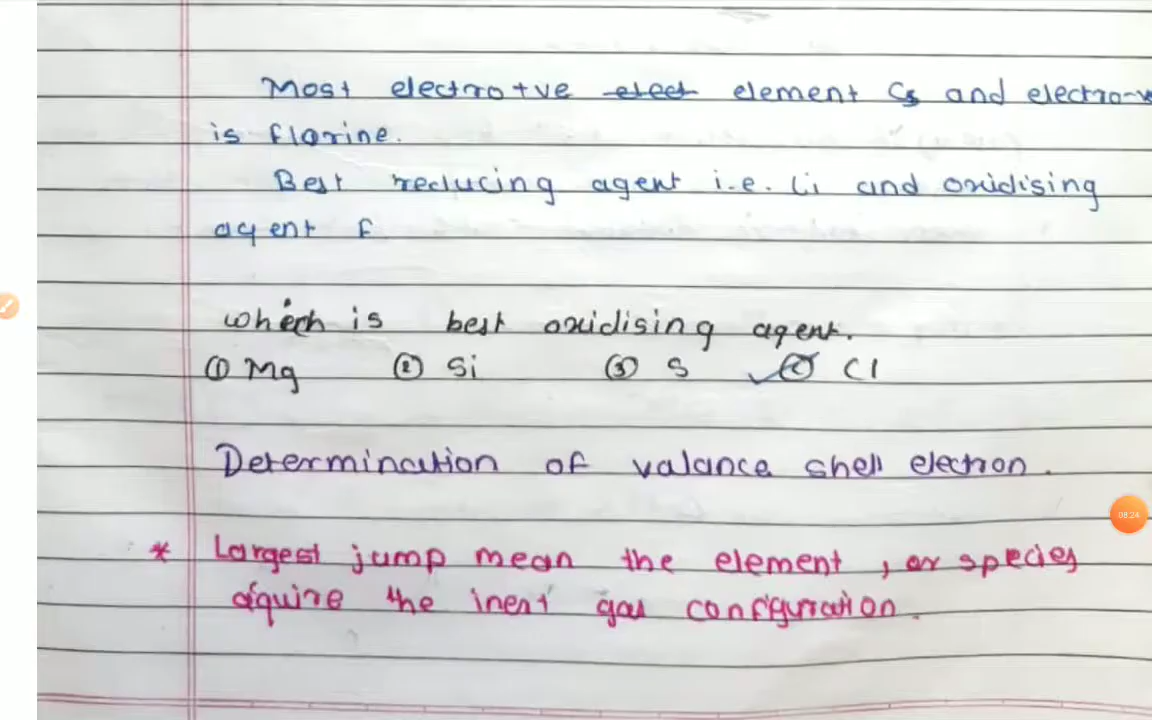 Most electro+ve elect element Cs and electro-v
is florine.
Best reducing agent i.e. Li and oxidising
agent F
which is best oxidising agent.
① Mg ② Si ③ S ④ Cl
Determination of valance shell electron.
* Largest jump mean the element, or species
aquire the inert gas configuration.
08:24